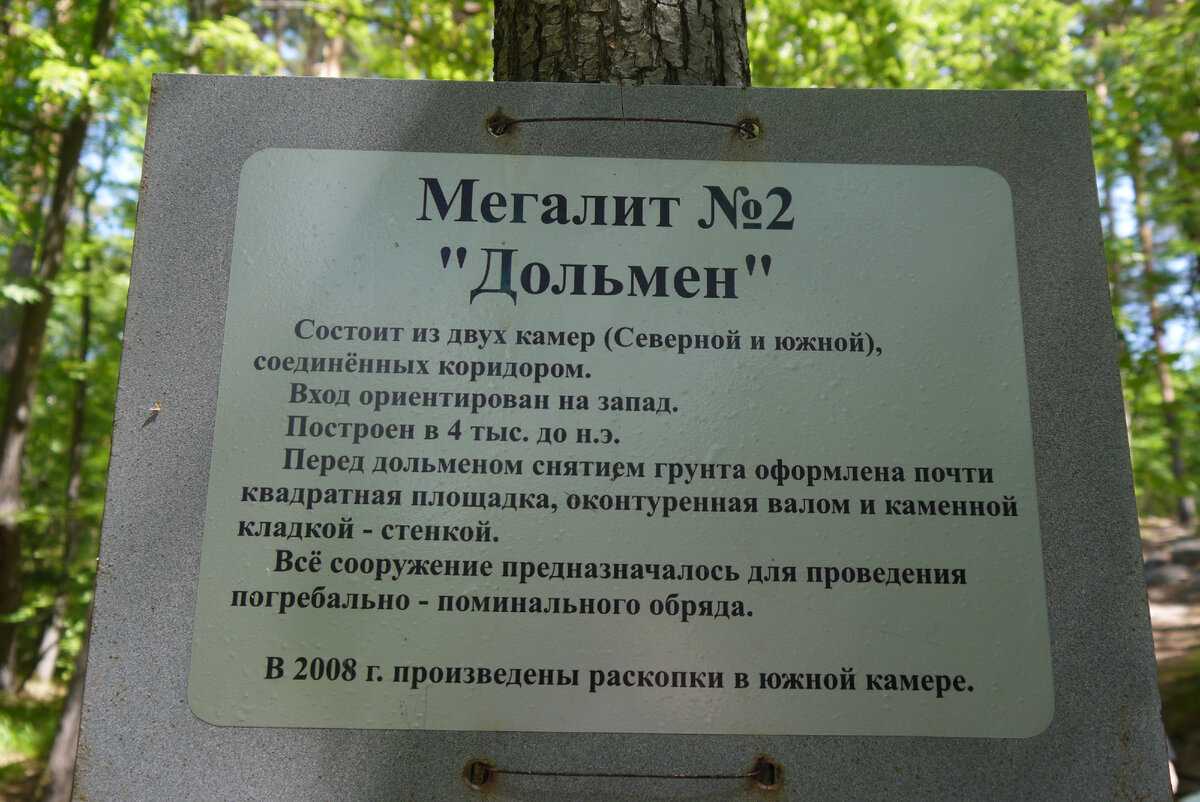 Мегалит №2
"Дольмен"
Состоит из двух камер (Северной и южной),
соединённых коридором.
Вход ориентирован на запад.
Построен в 4 тыс. до н.э.
Перед дольменом снятием грунта оформлена почти
квадратная площадка, оконтуренная валом и каменной
кладкой - стенкой.
Всё сооружение предназначалось для проведения
погребально - поминального обряда.
В 2008 г. произведены раскопки в южной камере.